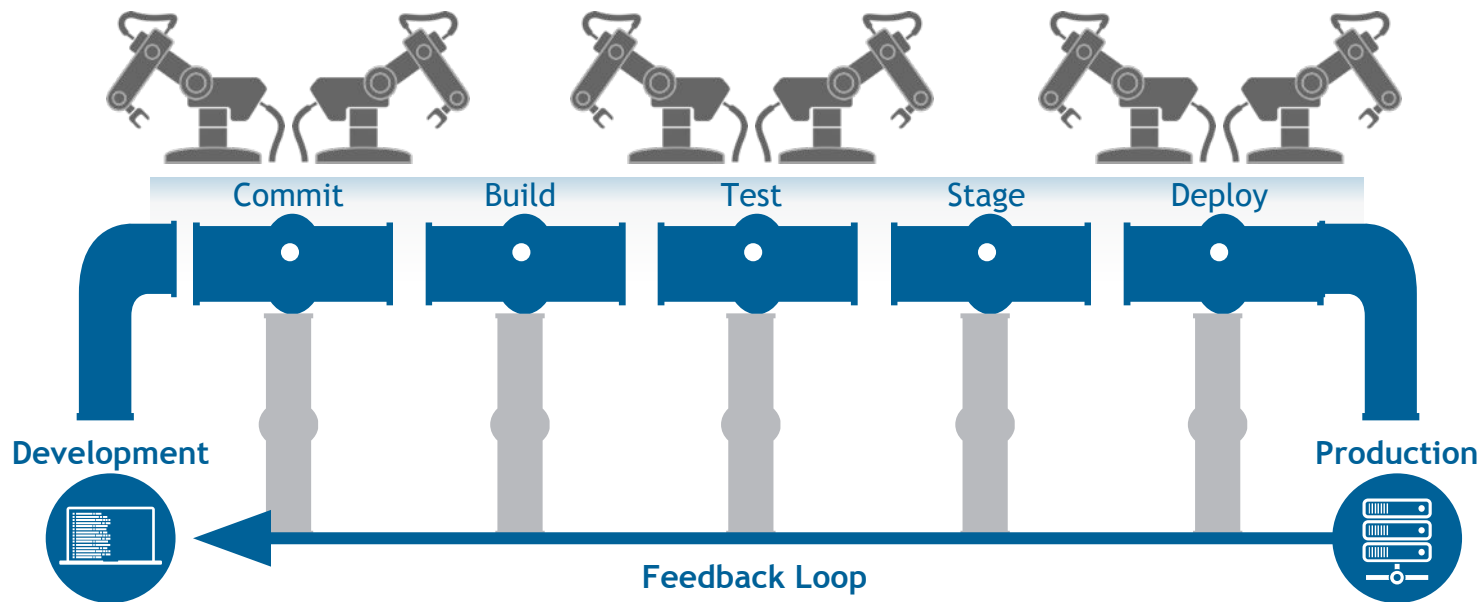 Commit
Build
Test
Stage
Deploy
Development
Production
Feedback Loop